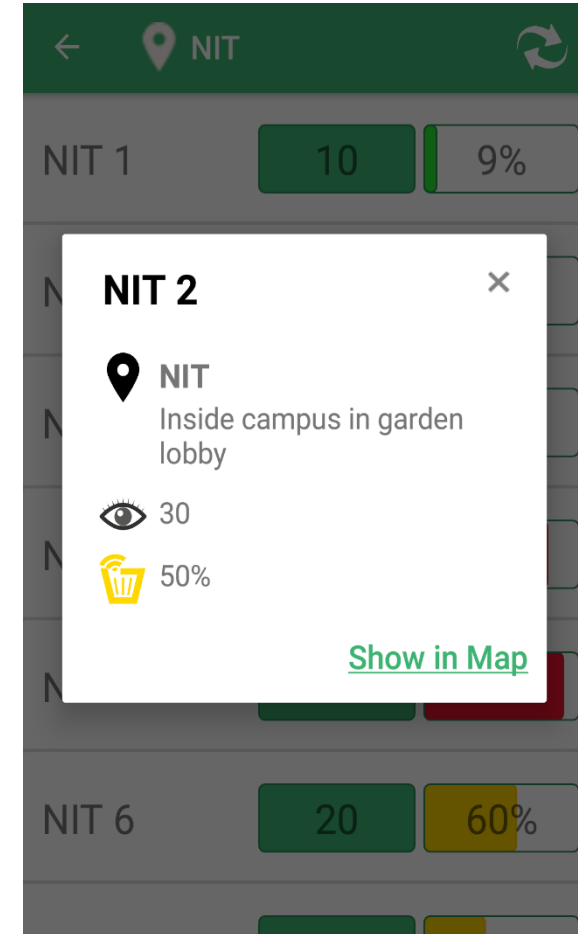 NIT
NIT 1 10 9%
N
NIT 2
NIT
Inside campus in garden
lobby
N
30
N
50%
Show in Map
N
NIT 6 20 60%